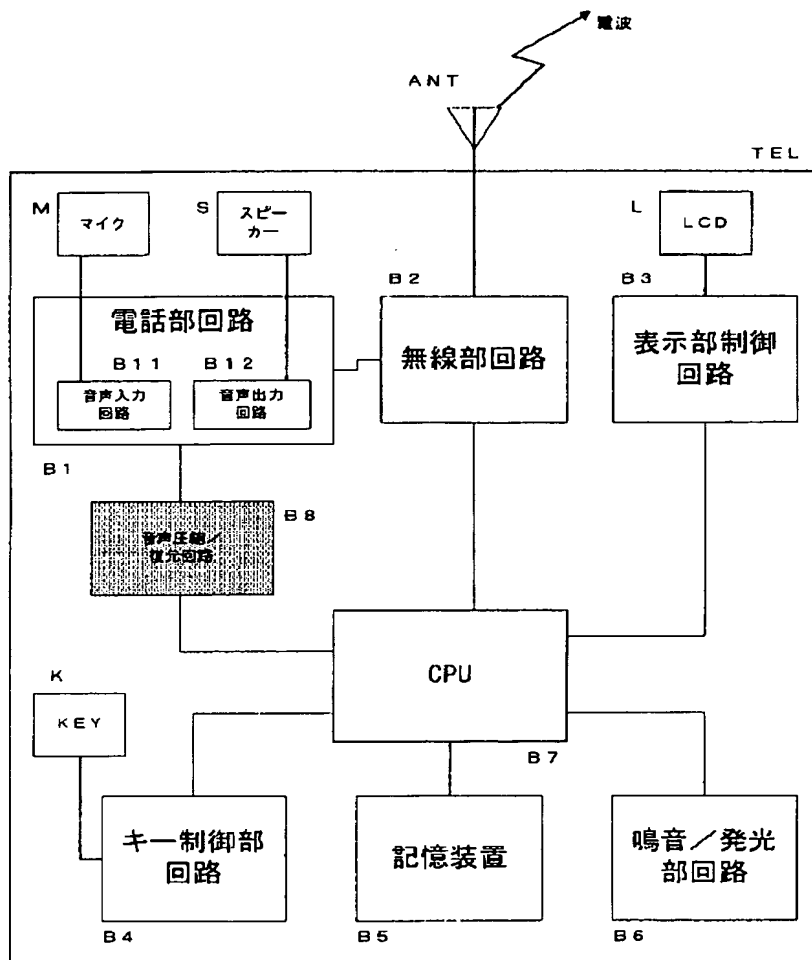 電波
ANT
TEL
M
マイク
S
スピー
カー
L
LCD
B2
B3
電話部回路
B11
B12
音声入力
回路
音声出力
回路
無線部回路
表示部制御
回路
B1
B8
音声圧縮／
復元回路
CPU
K
KEY
B7
キー制御部
回路
記憶装置
鳴音／発光
部回路
B4
B5
B6